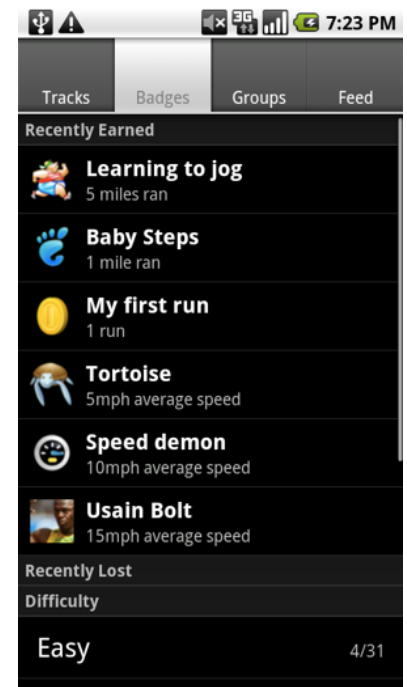 3G
7:23 PM
Tracks Badges Groups Feed
Recently Earned
Learning to jog
5 miles ran
Baby Steps
1 mile ran
My first run
1 run
Tortoise
5mph average speed
Speed demon
10mph average speed
Usain Bolt
15mph average speed
Recently Lost
Difficulty
Easy 4/31